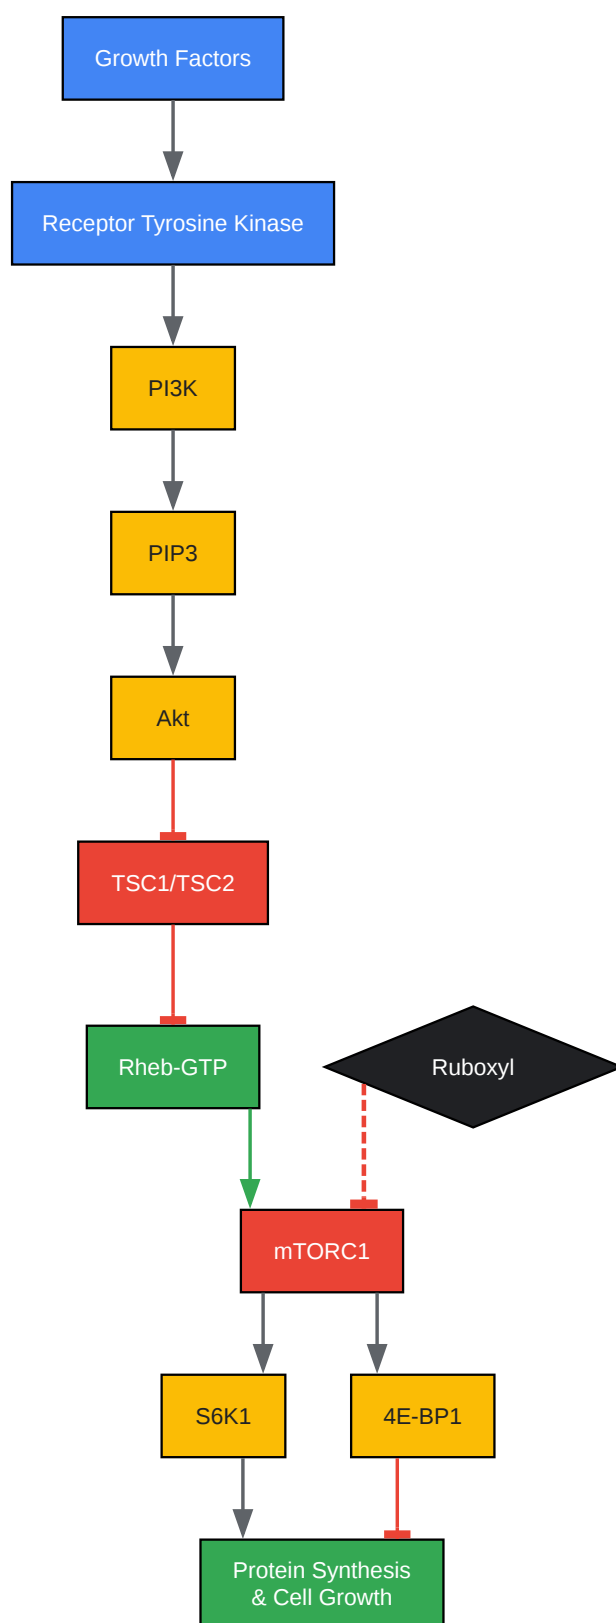 Growth Factors
Receptor Tyrosine Kinase
PI3K
PIP3
Akt
TSC1/TSC2
Rheb-GTP
Ruboxyl
mTORC1
S6K1
4E-BP1
Protein Synthesis
& Cell Growth